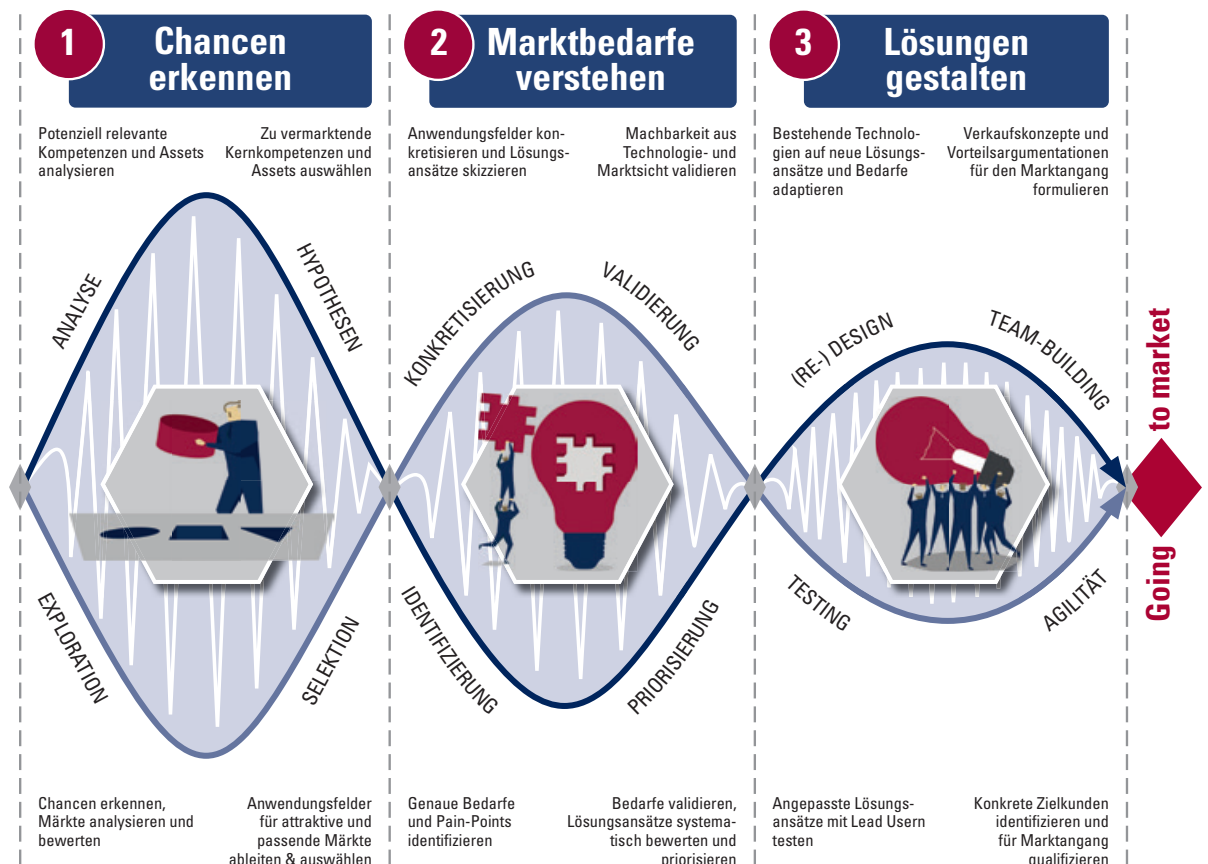 1
Chancen
erkennen
2
Marktbedarfe
verstehen
3
Lösungen
gestalten
Potenziell relevante
Kompetenzen und Assets
analysieren
Zu vermarktende
Kernkompetenzen und
Assets auswählen
Anwendungsfelder kon-
kretisieren und Lösungs-
ansätze skizzieren
Machbarkeit aus
Technologie- und
Marktsicht validieren
Bestehende Technolo-
gien auf neue Lösungs-
ansätze und Bedarfe
adaptieren
Verkaufskonzepte und
Vorteilsargumentationen
für den Marktangang
formulieren
ANALYSE
HYPOTHESEN
KONKRETISIERUNG
VALIDIERUNG
(RE-) DESIGN
TEAM-BUILDING
EXPLORATION
SELEKTION
IDENTIFIZIERUNG
PRIORISIERUNG
TESTING
AGILITÄT
Going to market
Chancen erkennen,
Märkte analysieren und
bewerten
Anwendungsfelder
für attraktive und
passende Märkte
ableiten & auswählen
Genaue Bedarfe
und Pain-Points
identifizieren
Bedarfe validieren,
Lösungsansätze systema-
tisch bewerten und
priorisieren
Angepasste Lösungs-
ansätze mit Lead Usern
testen
Konkrete Zielkunden
identifizieren und
für Marktangang
qualifizieren